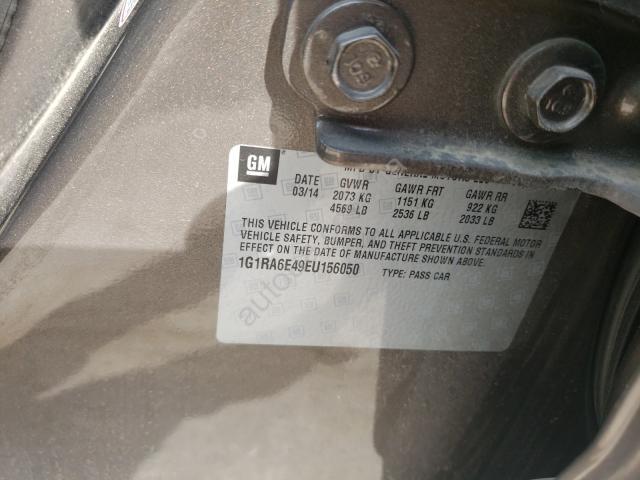 GM
DATE GVWR GAWR FRT GAWR RR
03/14 2073 KG 1151 KG 922 KG
4569 LB 2536 LB 2033 LB
THIS VEHICLE CONFORMS TO ALL APPLICABLE U.S. FEDERAL MOTOR
VEHICLE SAFETY, BUMPER, AND THEFT PREVENTION STANDARDS IN
EFFECT ON THE DATE OF MANUFACTURE SHOWN ABOVE.
1G1RA6E49EU156050 TYPE: PASS CAR